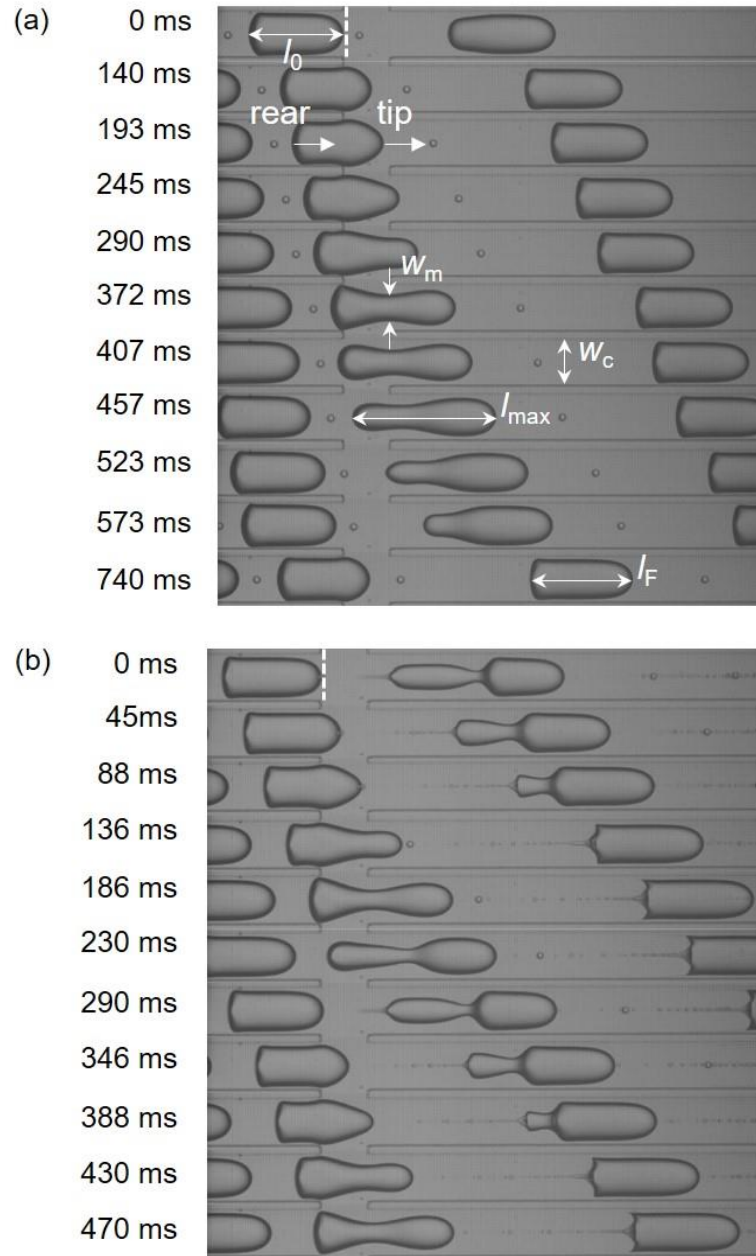 (a)
0 ms
l0
140 ms
193 ms
rear tip
245 ms
290 ms
wm
372 ms
407 ms
wc
457 ms
lmax
523 ms
573 ms
740 ms
lF
(b)
0 ms
45ms
88 ms
136 ms
186 ms
230 ms
290 ms
346 ms
388 ms
430 ms
470 ms